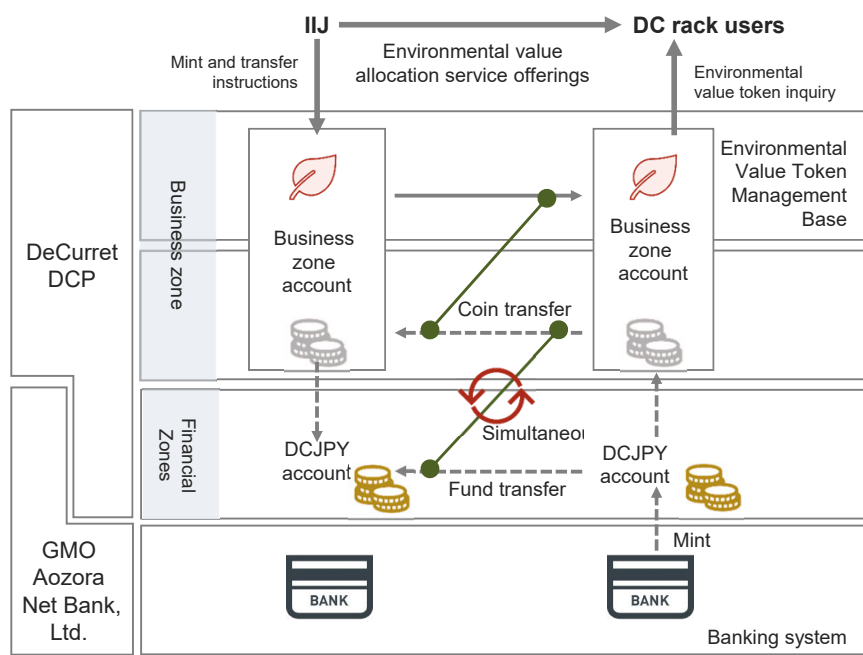 IIJ
DC rack users
Mint and transfer
instructions
Environmental value
allocation service offerings
Environmental
value token inquiry
DeCurret
DCP
Business zone
Business
zone
account
Business
zone
account
Environmental
Value Token
Management
Base
Coin transfer
Financial
Zones
Simultaneou
DCJPY
account
DCJPY
account
Fund transfer
GMO
Aozora
Net Bank,
Ltd.
Mint
BANK
BANK
Banking system